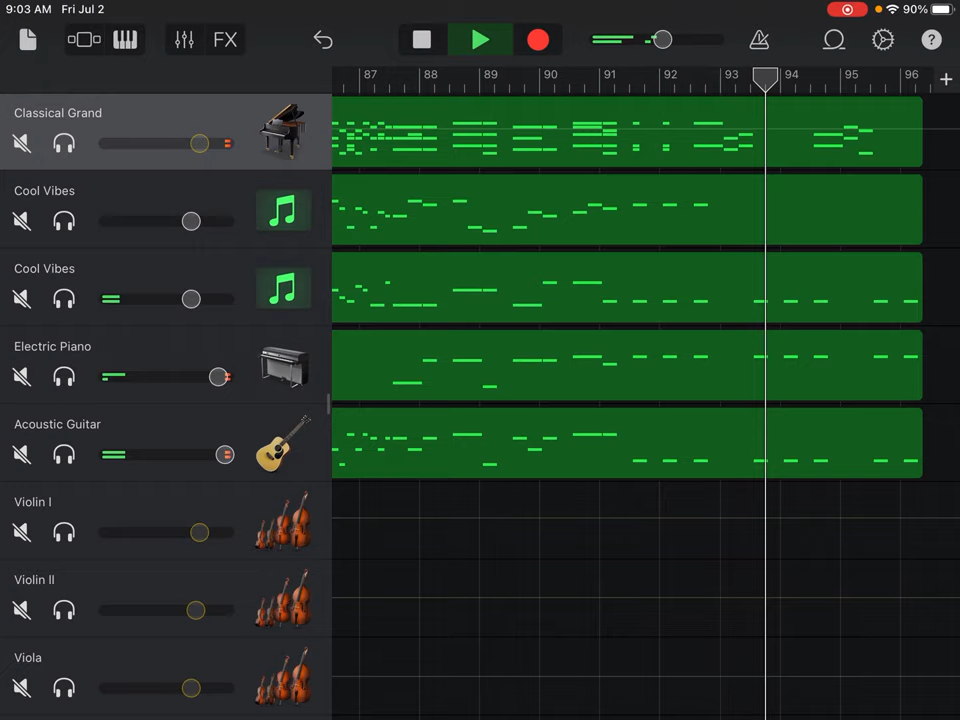 9:03 AM Fri Jul 2
90%
FX
?
87 88 89 90 91 92 93 94 95 96 +
Classical Grand
Cool Vibes
Cool Vibes
Electric Piano
Acoustic Guitar
Violin I
Violin II
Viola